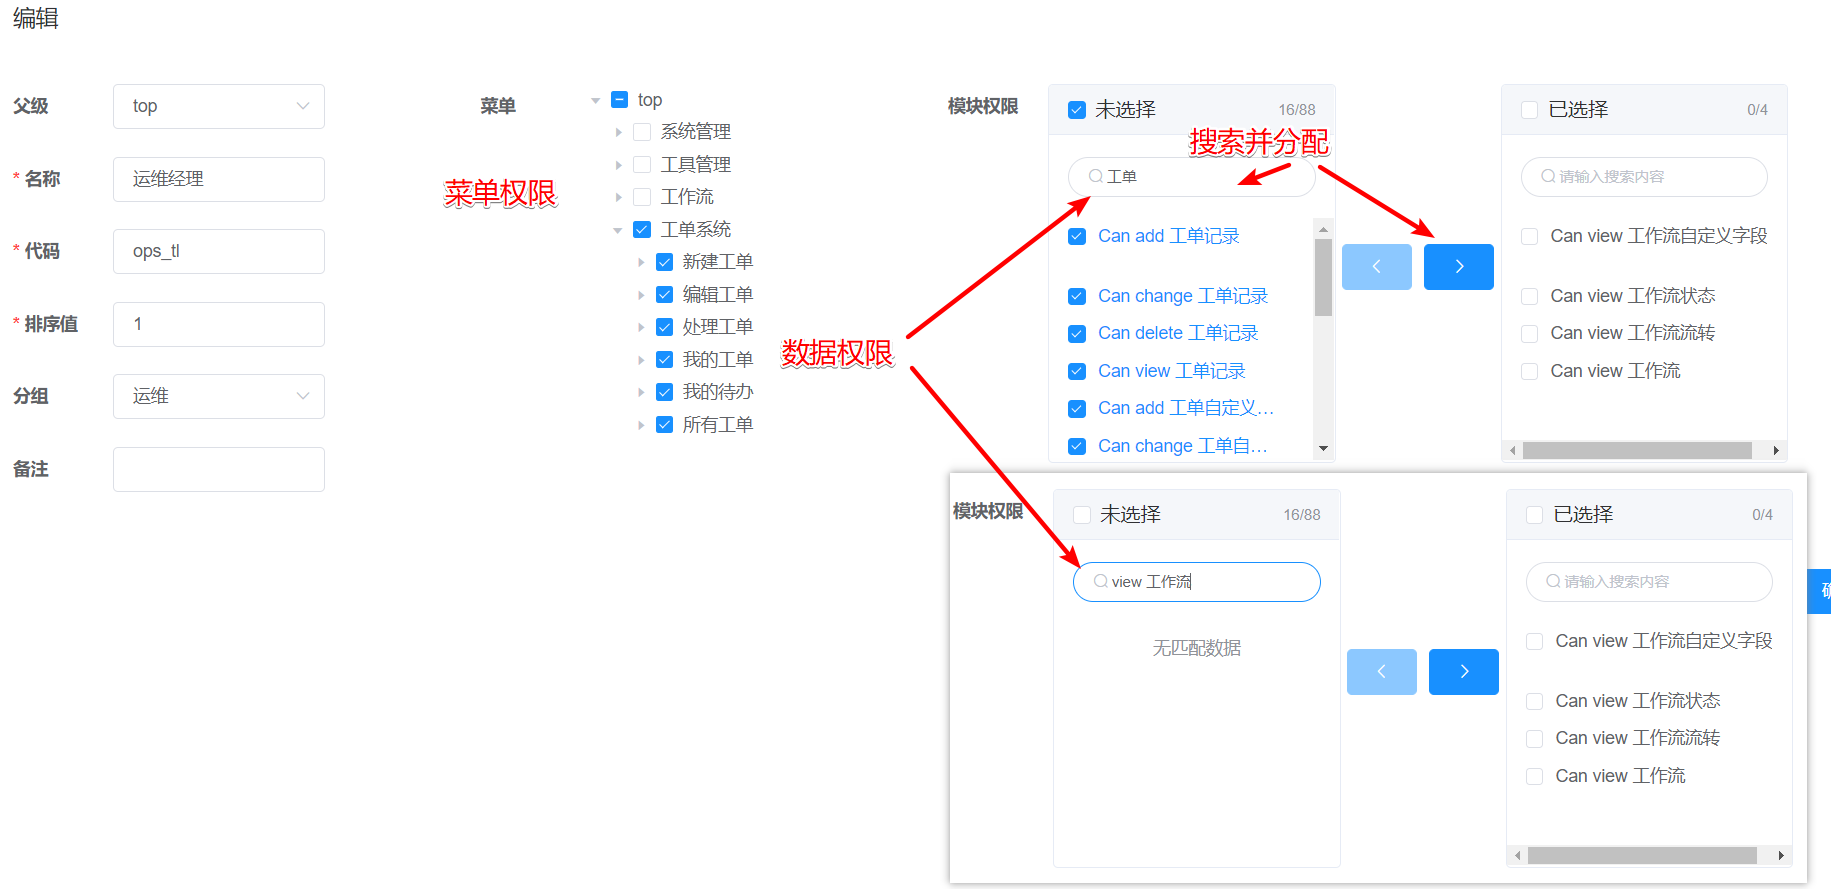 编辑
父级
top
* 名称
运维经理
* 代码
ops_tl
* 排序值
1
分组
运维
备注
菜单
菜单权限
top
系统管理
工具管理
工作流
工单系统
新建工单
编辑工单
处理工单
我的工单
我的待办
所有工单
数据权限
模块权限
未选择
16/88
搜索并分配
工单
Can add 工单记录
Can change 工单记录
Can delete 工单记录
Can view 工单记录
Can add 工单自定义…
Can change 工单自…
已选择
0/4
请输入搜索内容
Can view 工作流自定义字段
Can view 工作流状态
Can view 工作流流转
Can view 工作流
模块权限
未选择
16/88
view 工作流
无匹配数据
已选择
0/4
请输入搜索内容
Can view 工作流自定义字段
Can view 工作流状态
Can view 工作流流转
Can view 工作流